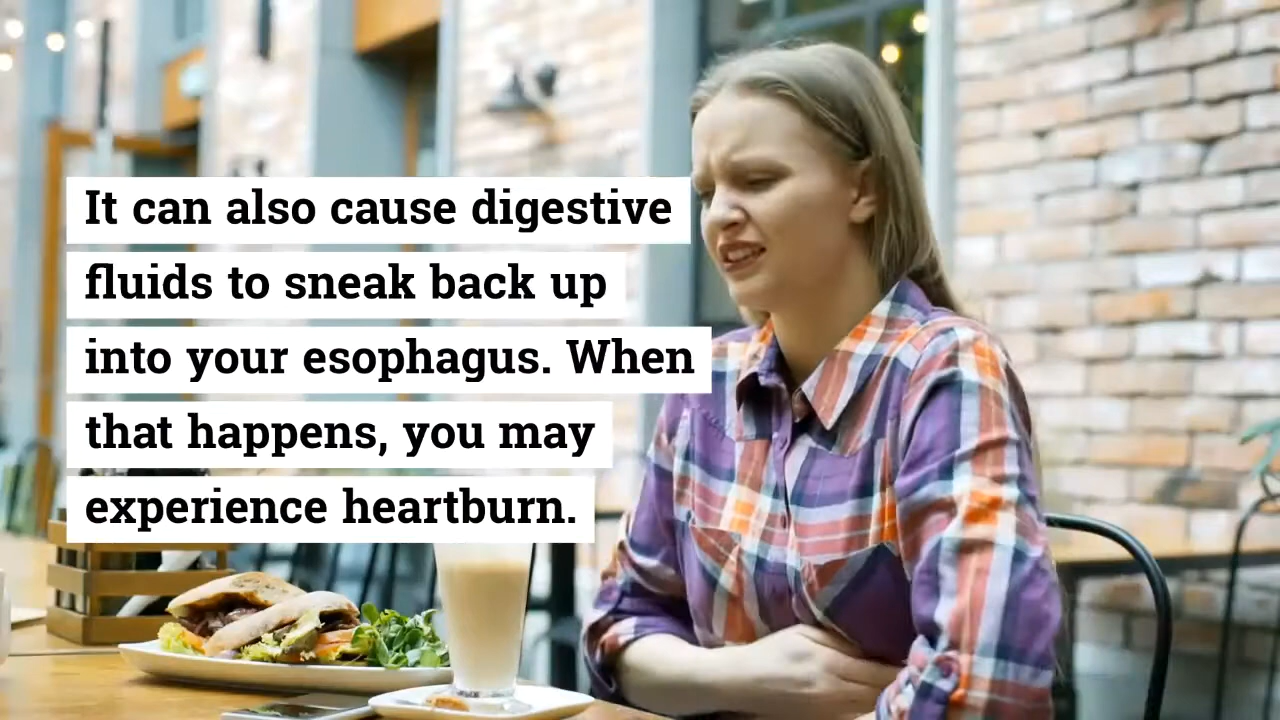 It can also cause digestive
fluids to sneak back up
into your esophagus. When
that happens, you may
experience heartburn.